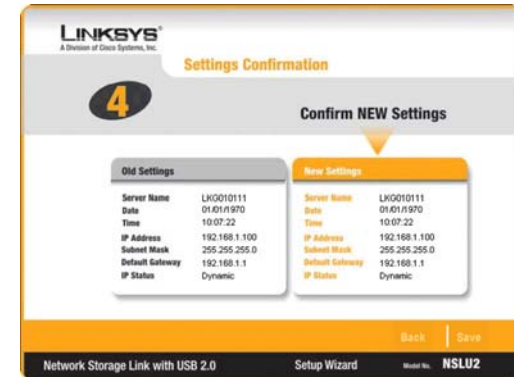 LINKSYS®
A Division of Cisco Systems, Inc.
Settings Confirmation
4
Confirm NEW Settings
Old Settings
Server Name LKG010111
Date 01/01/1970
Time 10:07:22
IP Address 192.168.1.100
Subnet Mask 255.255.255.0
Default Gateway 192.168.1.1
IP Status Dynamic
New Settings
Server Name LKG010111
Date 01/01/1970
Time 10:07:22
IP Address 192.168.1.100
Subnet Mask 255.255.255.0
Default Gateway 192.168.1.1
IP Status Dynamic
Back Save
Network Storage Link with USB 2.0 Setup Wizard Model No. NSLU2